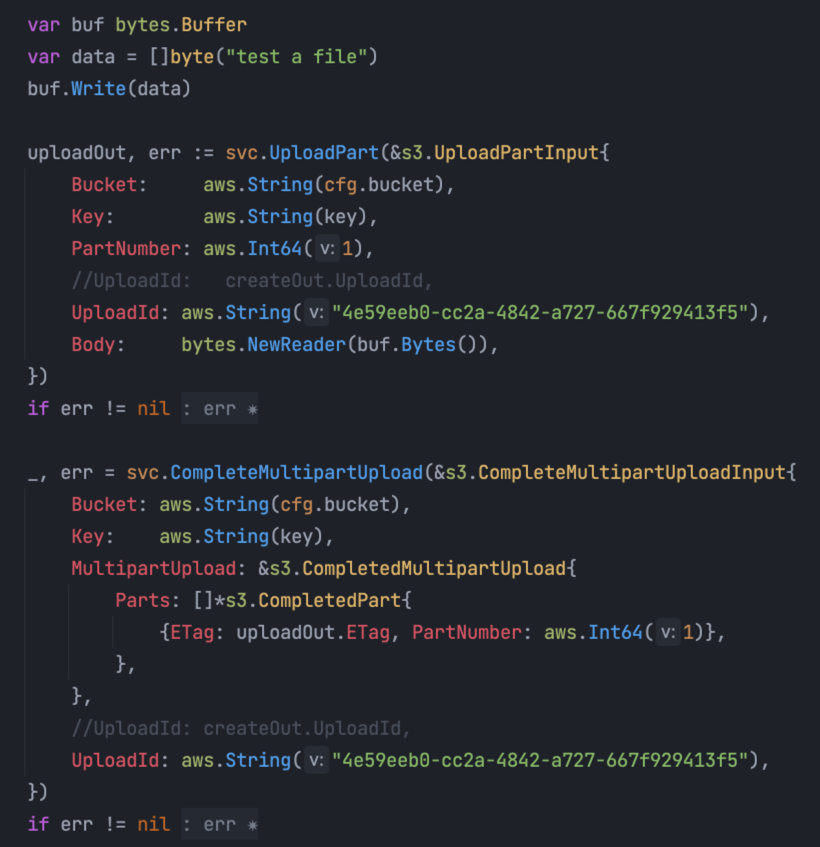 var buf bytes.Buffer
var data = []byte("test a file")
buf.Write(data)
uploadOut, err := svc.UploadPart(&s3.UploadPartInput{
Bucket: aws.String(cfg.bucket),
Key: aws.String(key),
PartNumber: aws.Int64( v: 1),
//UploadId: createOut.UploadId,
UploadId: aws.String( v: "4e59eeb0-cc2a-4842-a727-667f929413f5"),
Body: bytes.NewReader(buf.Bytes()),
})
if err != nil : err *
_, err = svc.CompleteMultipartUpload(&s3.CompleteMultipartUploadInput{
Bucket: aws.String(cfg.bucket),
Key: aws.String(key),
MultipartUpload: &s3.CompletedMultipartUpload{
Parts: []*s3.CompletedPart{
{ETag: uploadOut.ETag, PartNumber: aws.Int64( v: 1)},
},
},
//UploadId: createOut.UploadId,
UploadId: aws.String( v: "4e59eeb0-cc2a-4842-a727-667f929413f5"),
})
if err != nil : err *